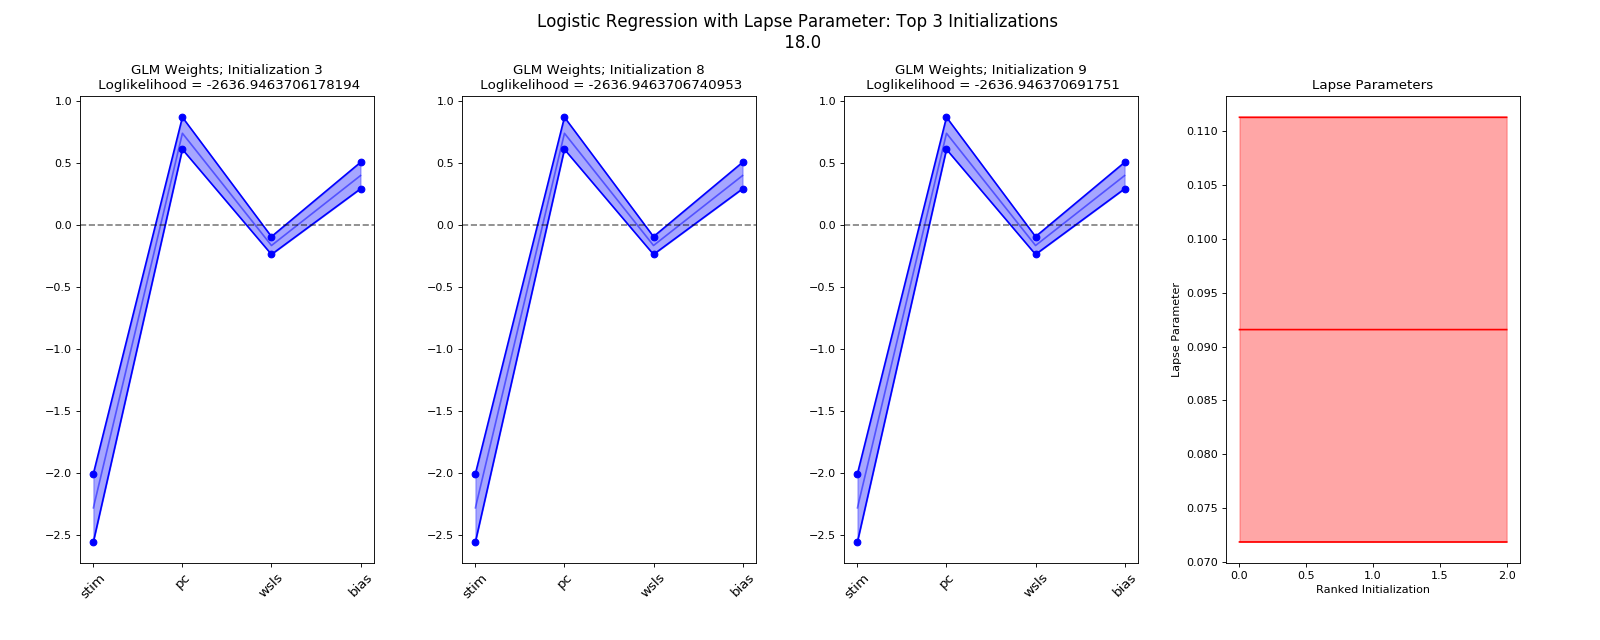 Logistic Regression with Lapse Parameter: Top 3 Initializations
18.0
GLM Weights; Initialization 3
Loglikelihood = -2636.9463706178194
1.0
0.5
0.0
−0.5
−1.0
−1.5
−2.0
−2.5
stim
pc
wsls
bias
GLM Weights; Initialization 8
Loglikelihood = -2636.9463706740953
1.0
0.5
0.0
−0.5
−1.0
−1.5
−2.0
−2.5
stim
pc
wsls
bias
GLM Weights; Initialization 9
Loglikelihood = -2636.946370691751
1.0
0.5
0.0
−0.5
−1.0
−1.5
−2.0
−2.5
stim
pc
wsls
bias
Lapse Parameters
Lapse Parameter
0.110
0.105
0.100
0.095
0.090
0.085
0.080
0.075
0.070
0.0
0.5
1.0
1.5
2.0
Ranked Initialization